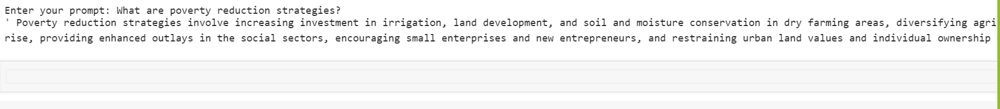 Enter your prompt: What are poverty reduction strategies?
' Poverty reduction strategies involve increasing investment in irrigation, land development, and soil and moisture conservation in dry farming areas, diversifying agri
rise, providing enhanced outlays in the social sectors, encouraging small enterprises and new entrepreneurs, and restraining urban land values and individual ownership